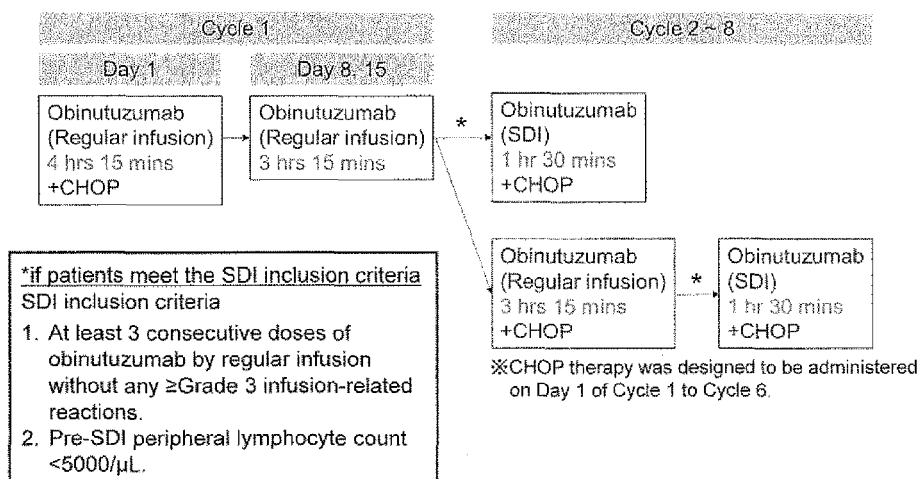 Cycle 1
Cycle 2 ~ 8
Day 1
Day 8, 15
Obinutuzumab
(Regular infusion)
4 hrs 15 mins
+CHOP
Obinutuzumab
(Regular infusion)
3 hrs 15 mins
*
Obinutuzumab
(SDI)
1 hr 30 mins
+CHOP
Obinutuzumab
(Regular infusion)
3 hrs 15 mins
+CHOP
*
Obinutuzumab
(SDI)
1 hr 30 mins
+CHOP
※CHOP therapy was designed to be administered
on Day 1 of Cycle 1 to Cycle 6.
*if patients meet the SDI inclusion criteria
SDI inclusion criteria
1. At least 3 consecutive doses of
obinutuzumab by regular infusion
without any ≥Grade 3 infusion-related
reactions.
2. Pre-SDI peripheral lymphocyte count
<5000/μL.